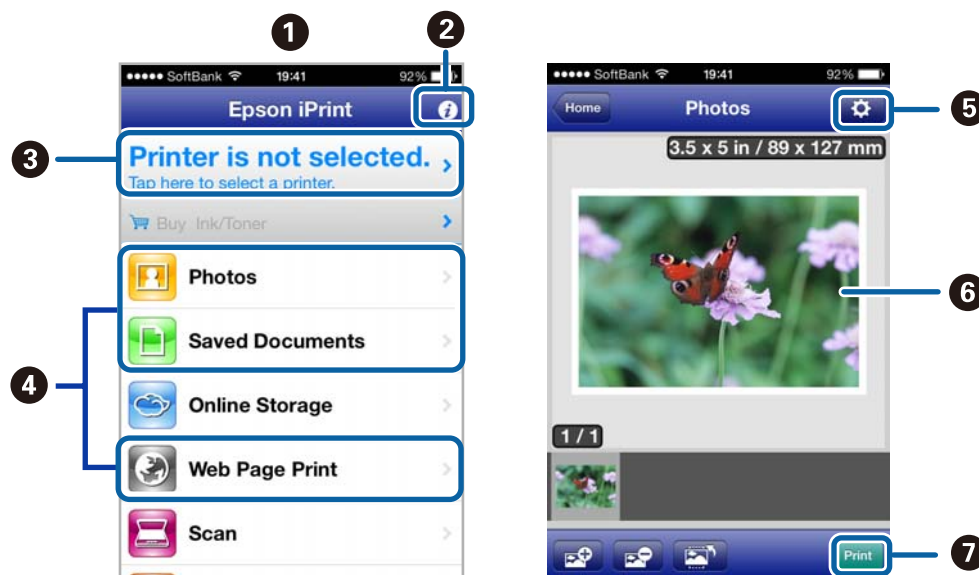 1
2
●●●●● SoftBank 19:41 92%
Epson iPrint
3
Printer is not selected.
Tap here to select a printer.
Buy Ink/Toner
Photos
Saved Documents
4
Online Storage
Web Page Print
Scan
●●●●● SoftBank 19:41 92%
Home Photos
5
3.5 x 5 in / 89 x 127 mm
6
1 / 1
Print
7